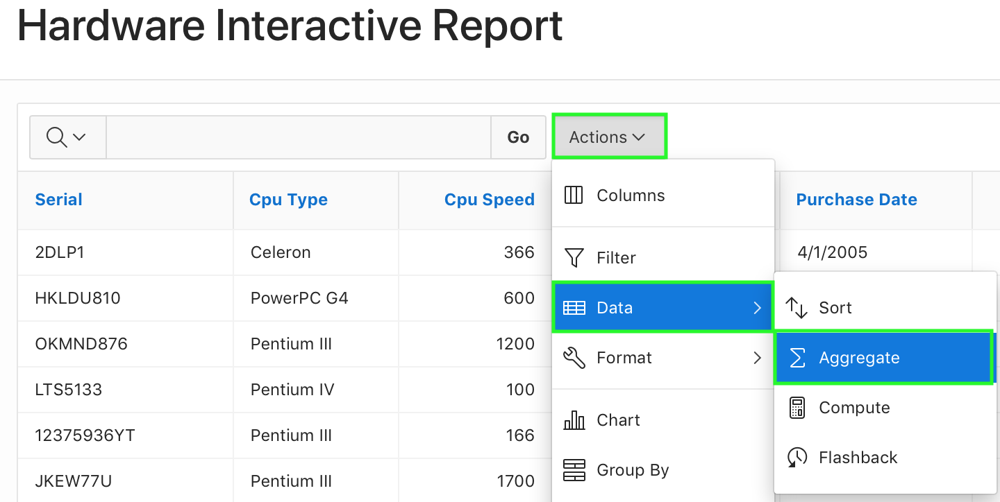 Hardware Interactive Report
Go Actions
Serial Cpu Type Cpu Speed Purchase Date
Columns
2DLP1 Celeron 366 4/1/2005
Filter
HKLDU810 PowerPC G4 600
Data Sort
OKMND876 Pentium III 1200
Format Aggregate
LTS5133 Pentium IV 100
Compute
Chart
12375936YT Pentium III 166
Flashback
Group By
JKEW77U Pentium III 1700